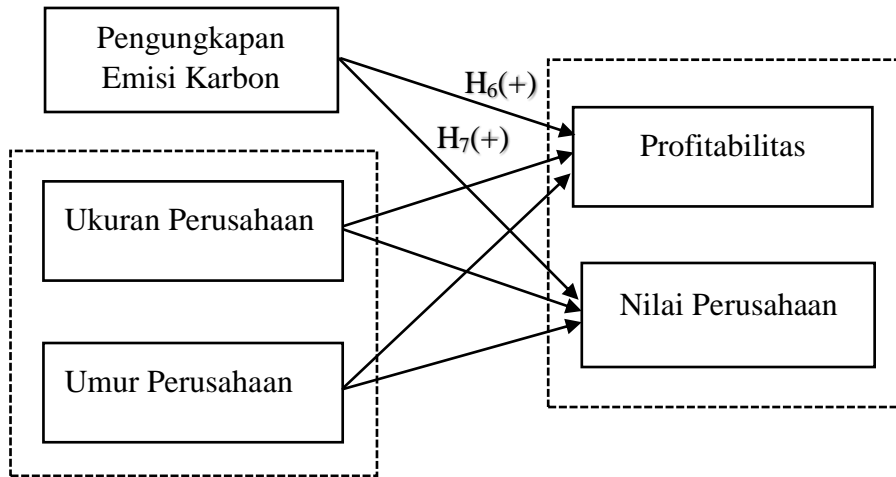 Pengungkapan
Emisi Karbon
H₆(+)
H₇(+)
Profitabilitas
Ukuran Perusahaan
Nilai Perusahaan
Umur Perusahaan